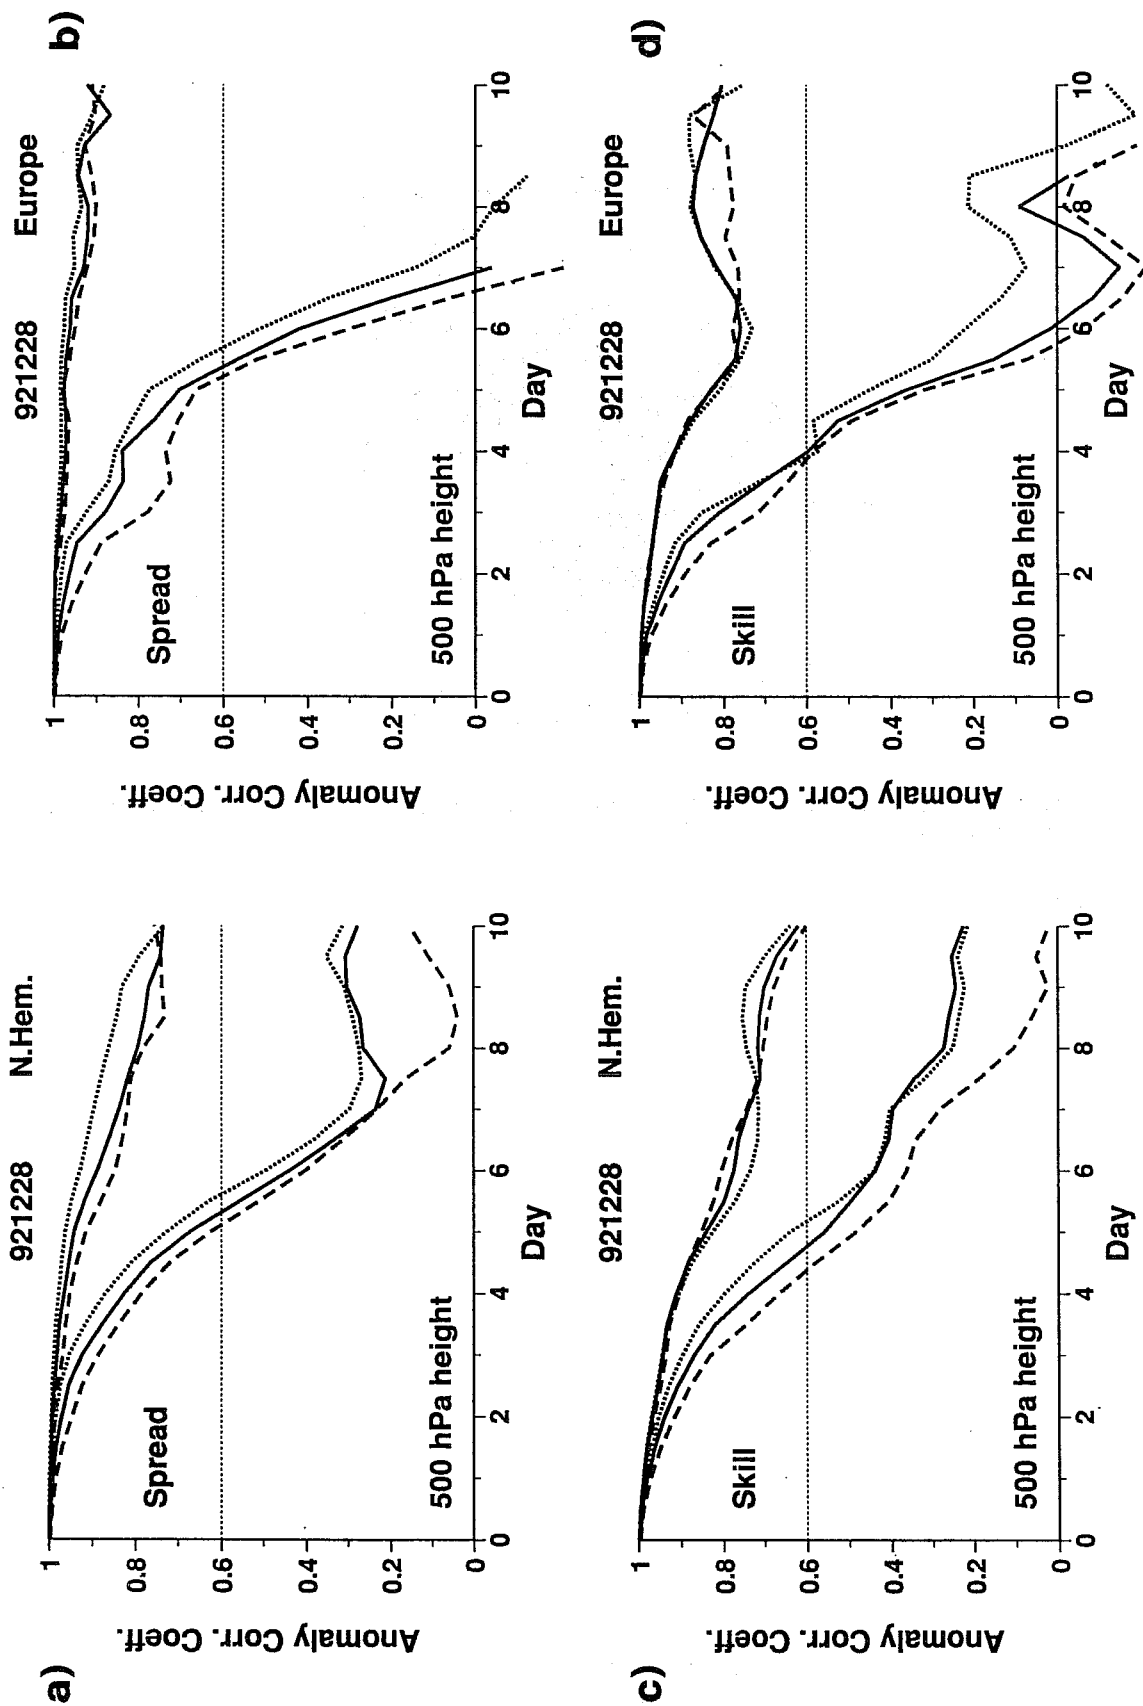 a)
921228 N.Hem.
Anomaly Corr. Coeff.
1
0.8
0.6
0.4
0.2
0
Spread
500 hPa height
0 2 4 6 8 10
Day
b)
921228 Europe
Anomaly Corr. Coeff.
1
0.8
0.6
0.4
0.2
0
Spread
500 hPa height
0 2 4 6 8 10
Day
c)
921228 N.Hem.
Anomaly Corr. Coeff.
1
0.8
0.6
0.4
0.2
0
Skill
500 hPa height
0 2 4 6 8 10
Day
d)
921228 Europe
Anomaly Corr. Coeff.
1
0.8
0.6
0.4
0.2
0
Skill
500 hPa height
0 2 4 6 8 10
Day